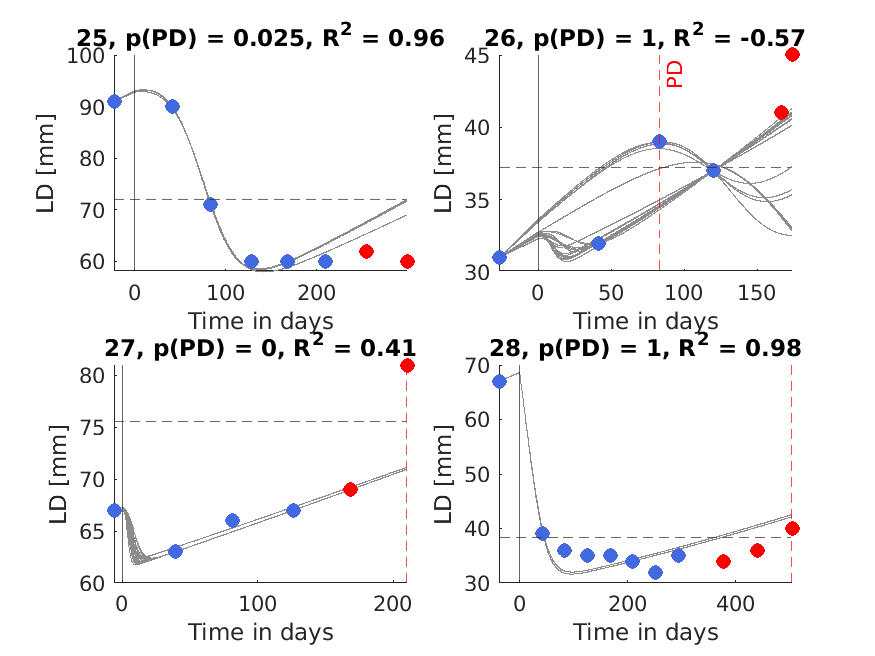 25, p(PD) = 0.025, R² = 0.96
100
90
80
70
60
LD [mm]
0
100
200
Time in days
26, p(PD) = 1, R² = -0.57
45
40
35
30
LD [mm]
PD
0
50
100
150
Time in days
27, p(PD) = 0, R² = 0.41
80
75
70
65
60
LD [mm]
0
100
200
Time in days
28, p(PD) = 1, R² = 0.98
70
60
50
40
30
LD [mm]
0
200
400
Time in days